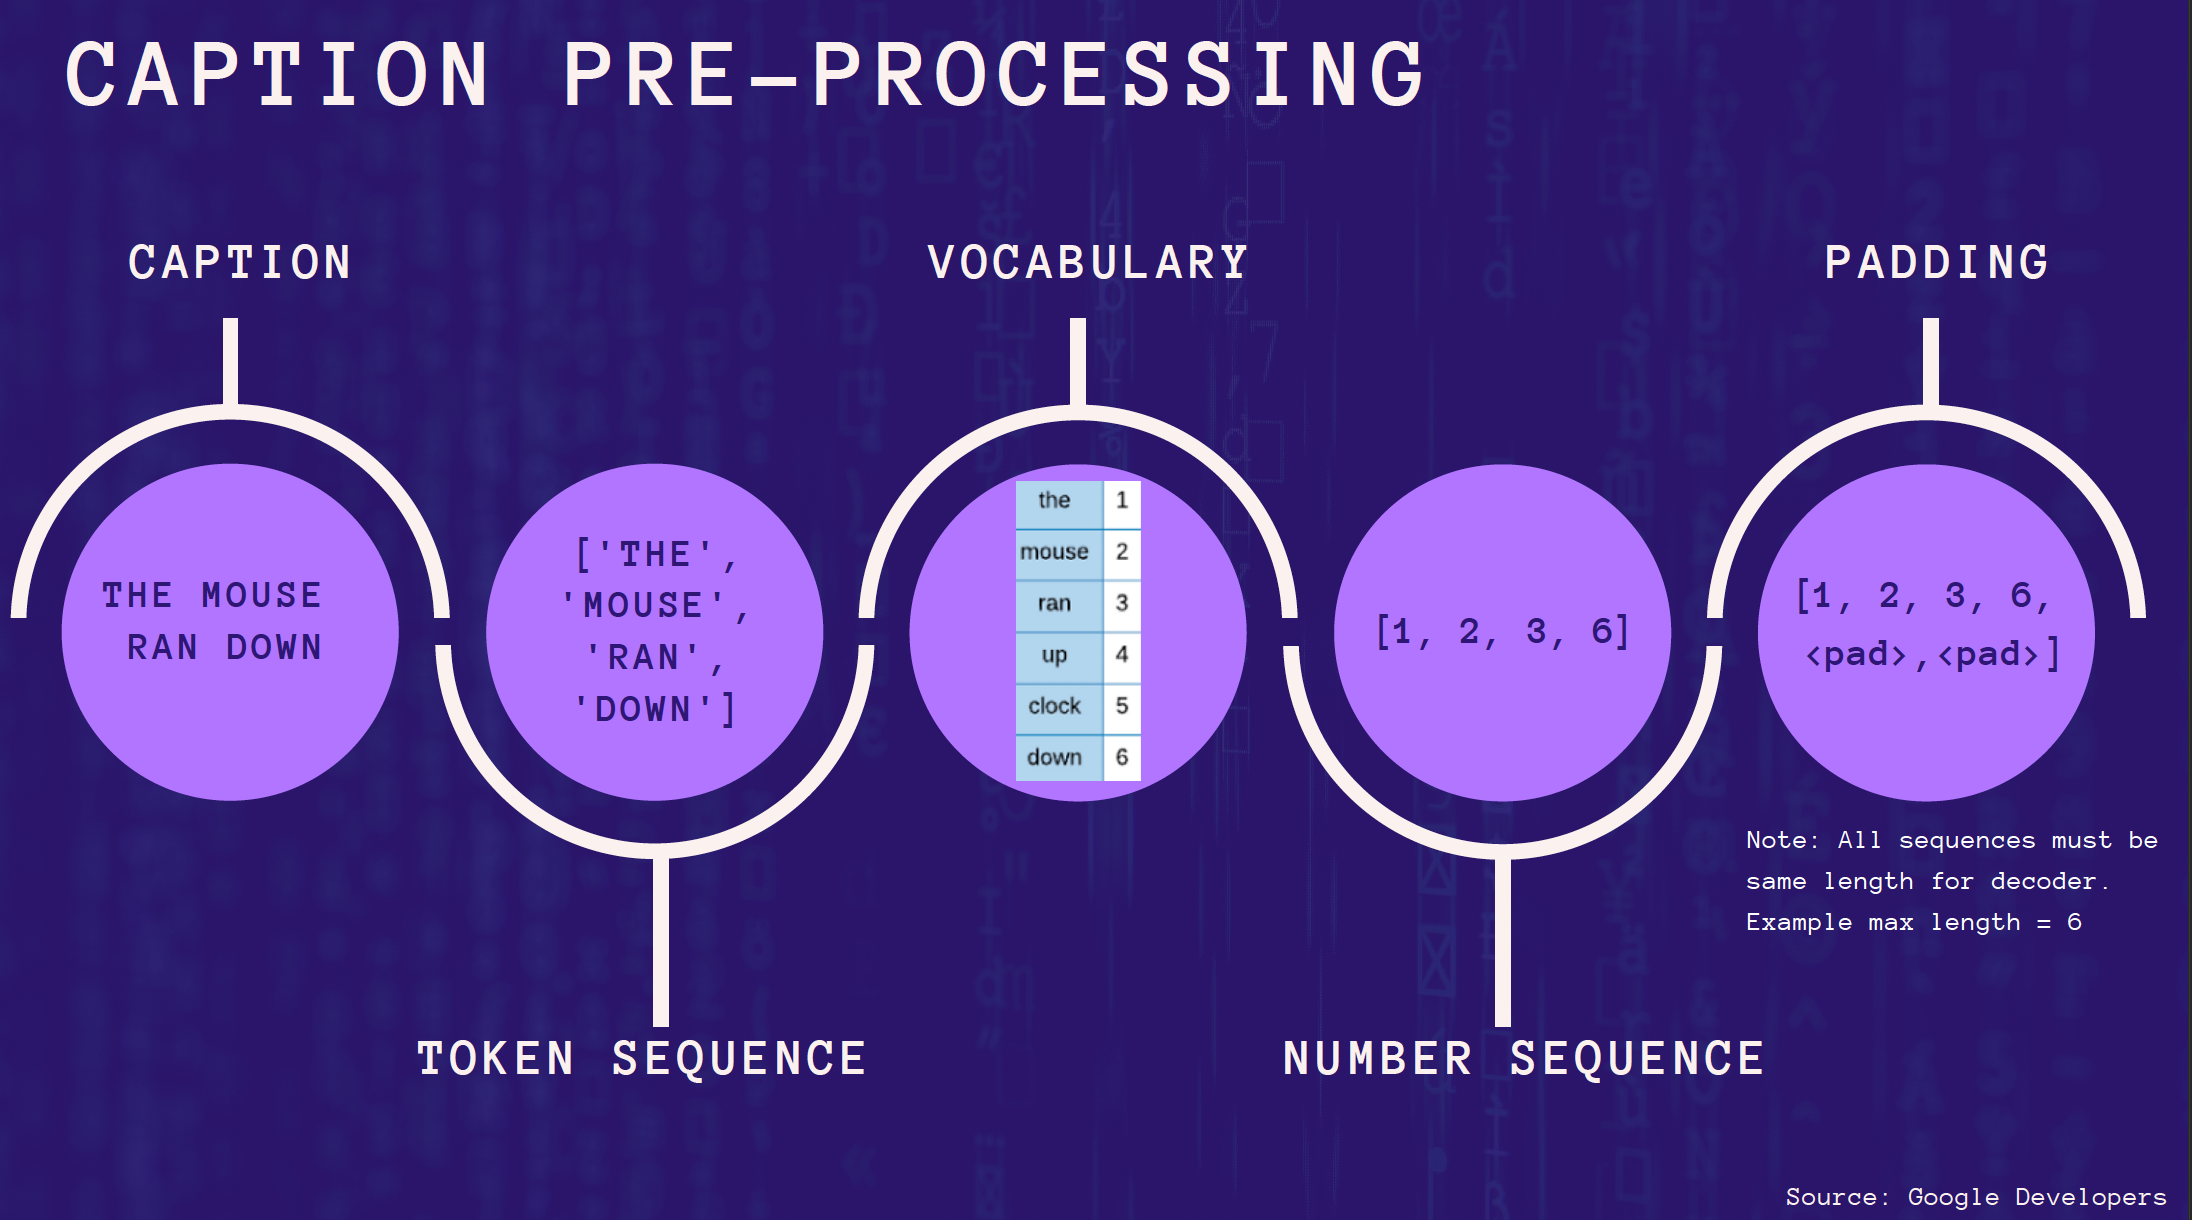 CAPTION PRE-PROCESSING
CAPTION
VOCABULARY
PADDING
THE MOUSE
RAN DOWN
['THE',
'MOUSE',
'RAN',
'DOWN']
the 1
mouse 2
ran 3
up 4
clock 5
down 6
[1, 2, 3, 6]
[1, 2, 3, 6,
<pad>,<pad>]
Note: All sequences must be
same length for decoder.
Example max length = 6
TOKEN SEQUENCE
NUMBER SEQUENCE
Source: Google Developers